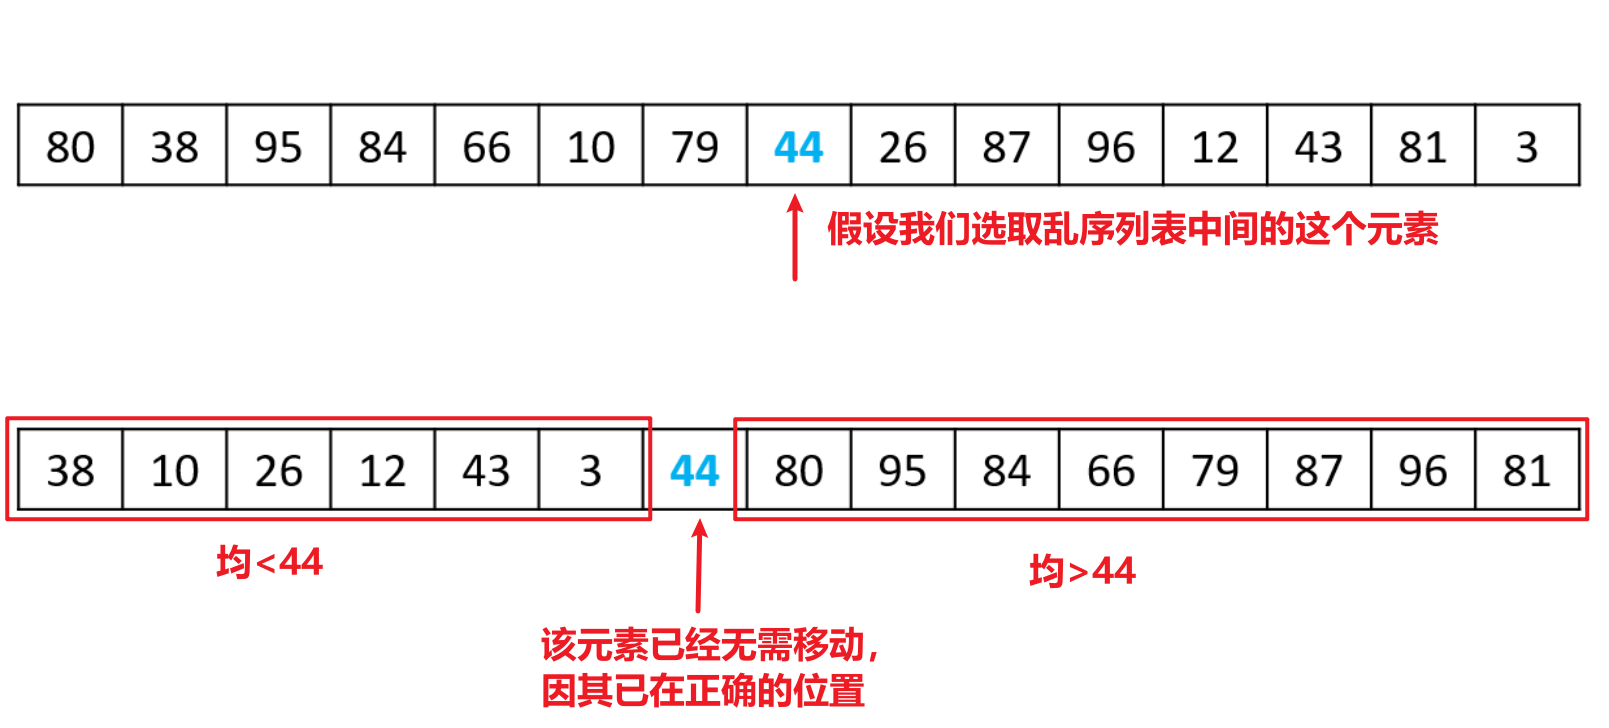 80 38 95 84 66 10 79 44 26 87 96 12 43 81 3
假设我们选取乱序列表中间的这个元素
38 10 26 12 43 3 44 80 95 84 66 79 87 96 81
均<44
均>44
该元素已经无需移动，
因其已在正确的位置